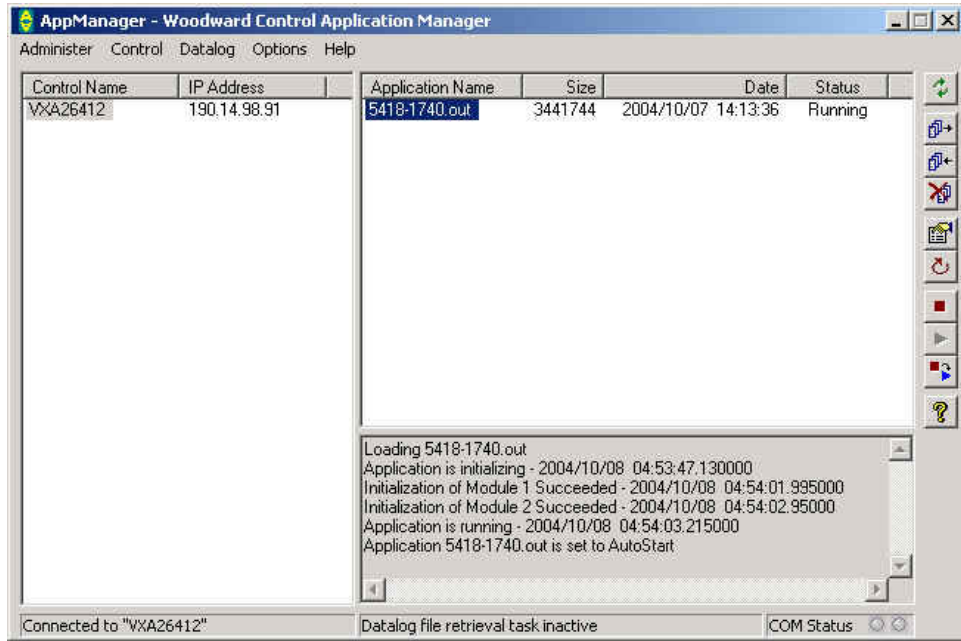 AppManager - Woodward Control Application Manager
Administer Control Datalog Options Help
Control Name IP Address
VXA26412 190.14.98.91
Application Name Size Date Status
5418-1740.out 3441744 2004/10/07 14:13:36 Running
Loading 5418-1740.out
Application is initializing - 2004/10/08 04:53:47.130000
Initialization of Module 1 Succeeded - 2004/10/08 04:54:01.995000
Initialization of Module 2 Succeeded - 2004/10/08 04:54:02.95000
Application is running - 2004/10/08 04:54:03.215000
Application 5418-1740.out is set to AutoStart
Connected to "VXA26412"
Datalog file retrieval task inactive
COM Status